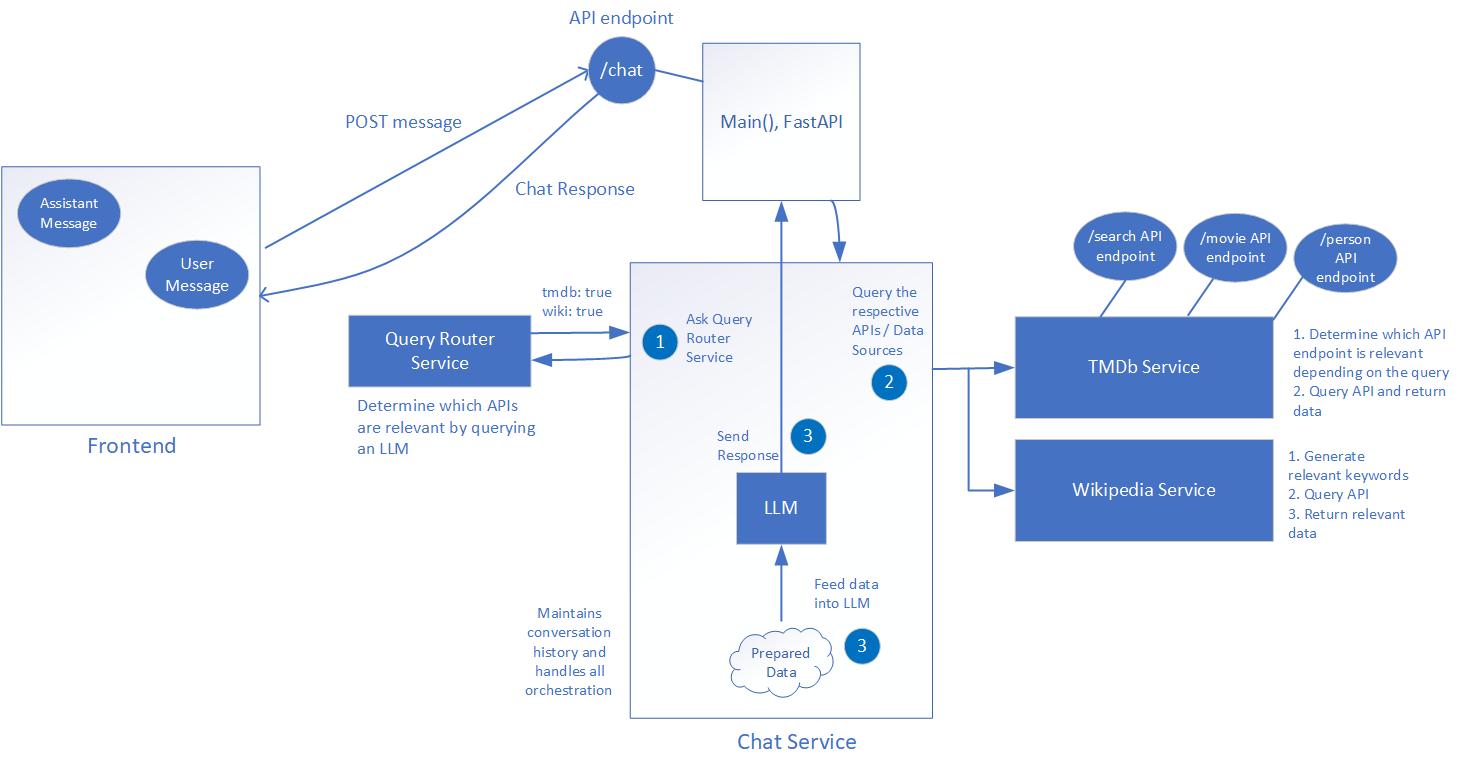 API endpoint
/chat
Main(), FastAPI
POST message
Chat Response
Assistant
Message
User
Message
Frontend
tmdb: true
wiki: true
Query Router
Service
Determine which APIs
are relevant by querying
an LLM
1
Ask Query
Router
Service
Query the
respective
APIs / Data
Sources
2
Send
Response
3
LLM
Feed data
into LLM
Prepared
Data
3
Maintains
conversation
history and
handles all
orchestration
Chat Service
/search API
endpoint
/movie API
endpoint
/person
API
endpoint
TMDb Service
1. Determine which API
endpoint is relevant
depending on the query
2. Query API and return
data
Wikipedia Service
1. Generate
relevant keywords
2. Query API
3. Return relevant
data